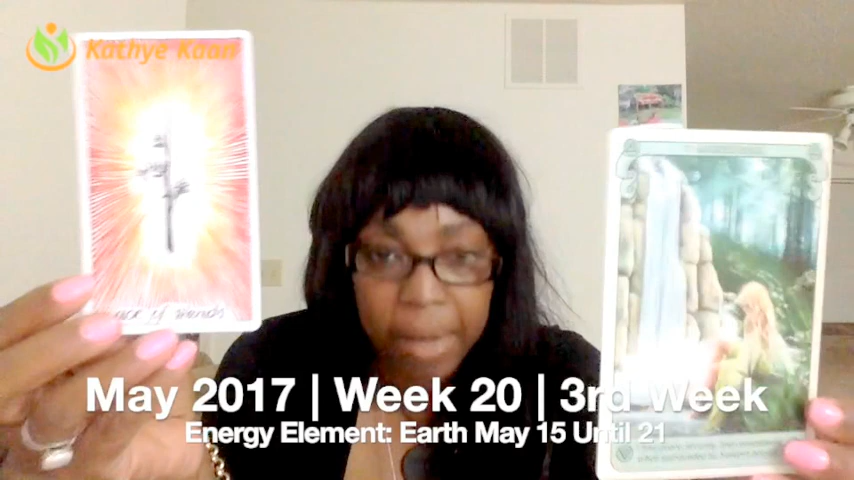 Kathye Kaan
May 2017 | Week 20 | 3rd Week
Energy Element: Earth May 15 Until 21